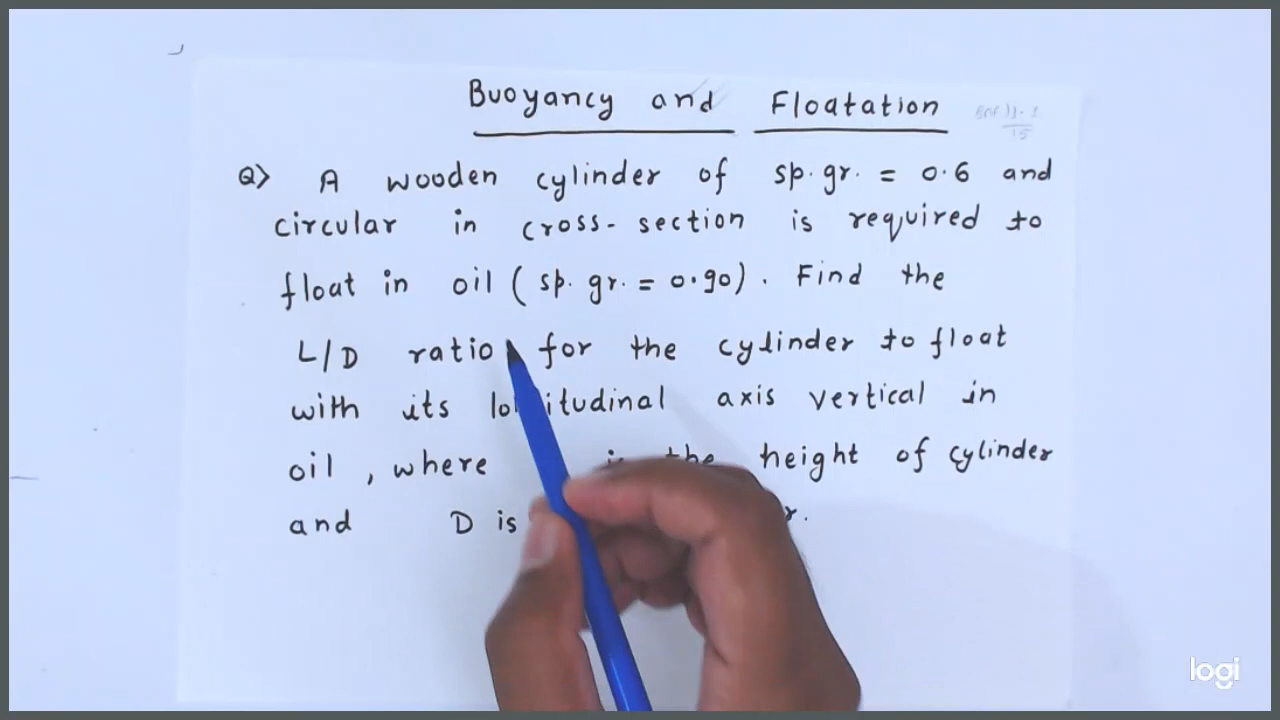 Buoyancy and Floatation
Q> A wooden cylinder of sp. gr. = 0.6 and
circular in cross-section is required to
float in oil (sp. gr. = 0.90). Find the
L/D ratio for the cylinder to float
with its axis vertical in
oil, where the height of cylinder
and D is
logi